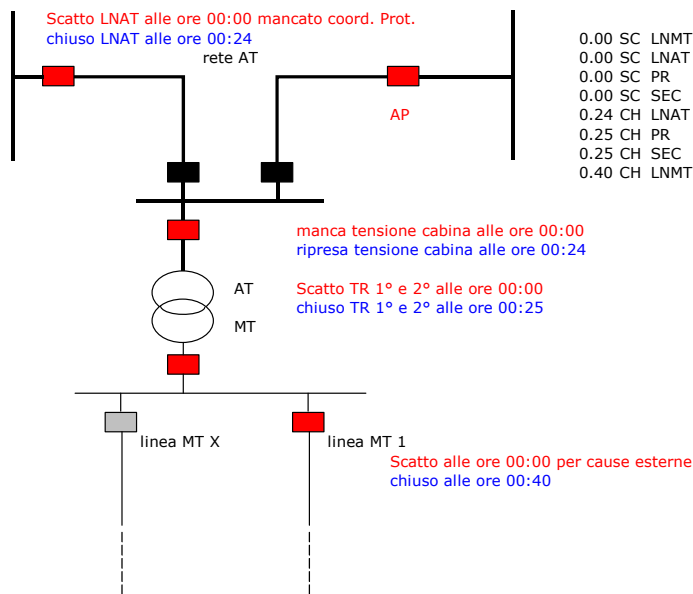 Scatto LNAT alle ore 00:00 mancato coord. Prot.
chiuso LNAT alle ore 00:24
rete AT
AP
0.00 SC LNMT
0.00 SC LNAT
0.00 SC PR
0.00 SC SEC
0.24 CH LNAT
0.25 CH PR
0.25 CH SEC
0.40 CH LNMT
manca tensione cabina alle ore 00:00
ripresa tensione cabina alle ore 00:24
AT
MT
Scatto TR 1° e 2° alle ore 00:00
chiuso TR 1° e 2° alle ore 00:25
linea MT X
linea MT 1
Scatto alle ore 00:00 per cause esterne
chiuso alle ore 00:40